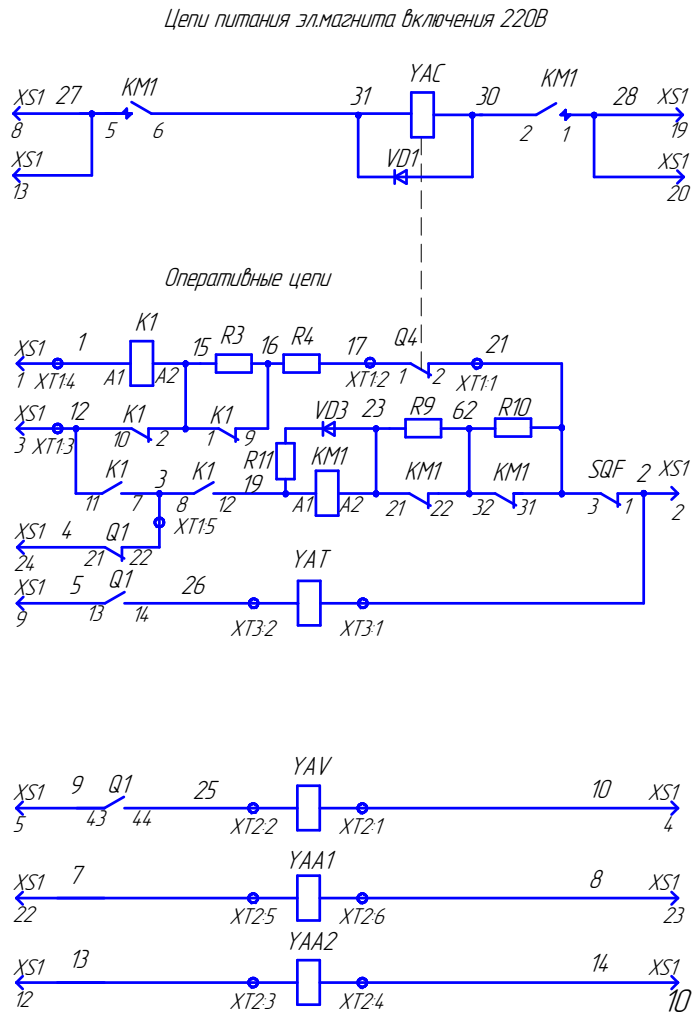 Цепи питания эл.магнита включения 220В
XS1 27 KM1 31 YAC 30 KM1 28 XS1
8 5 6 2 1 19
XS1 VD1 XS1
13 20
Оперативные цепи
XS1 1 K1 15 R3 16 R4 17 Q4 21
1 XT1:4 A1 A2 XT1:2 1 2 XT1:1
XS1 12 K1 K1 VD3 23 R9 62 R10
3 XT1:3 10 2 1 9
K1 3 K1 R11 19 KM1 KM1 KM1 SQF 2 XS1
11 7 8 12 A1 A2 21 22 32 31 3 1 2
XS1 4 Q1 XT1:5
24 21 22
XS1 5 Q1 26 YAT
9 13 14 XT3:2 XT3:1
XS1 9 Q1 25 YAV 10 XS1
5 43 44 XT2:2 XT2:1 4
XS1 7 YAA1 8 XS1
22 XT2:5 XT2:6 23
XS1 13 YAA2 14 XS1
12 XT2:3 XT2:4 10